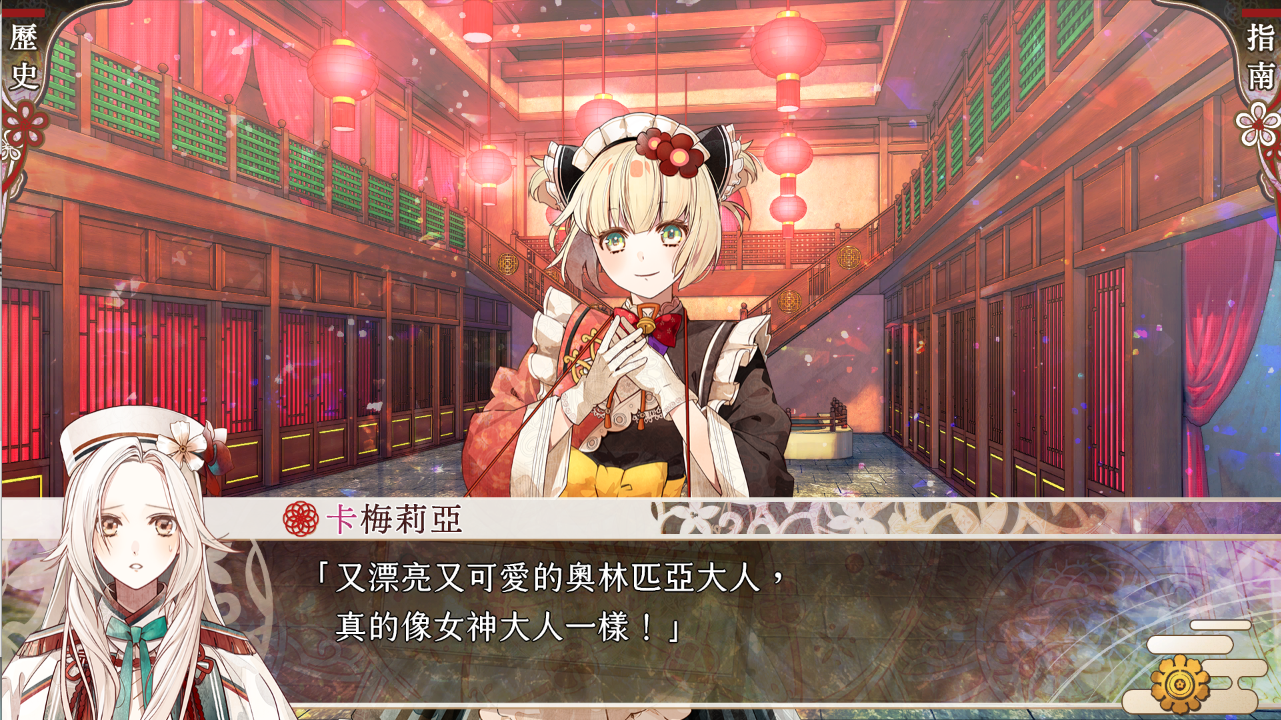 歷史
指南
卡梅莉亞
「又漂亮又可愛的奧林匹亞大人，
真的像女神大人一樣！」